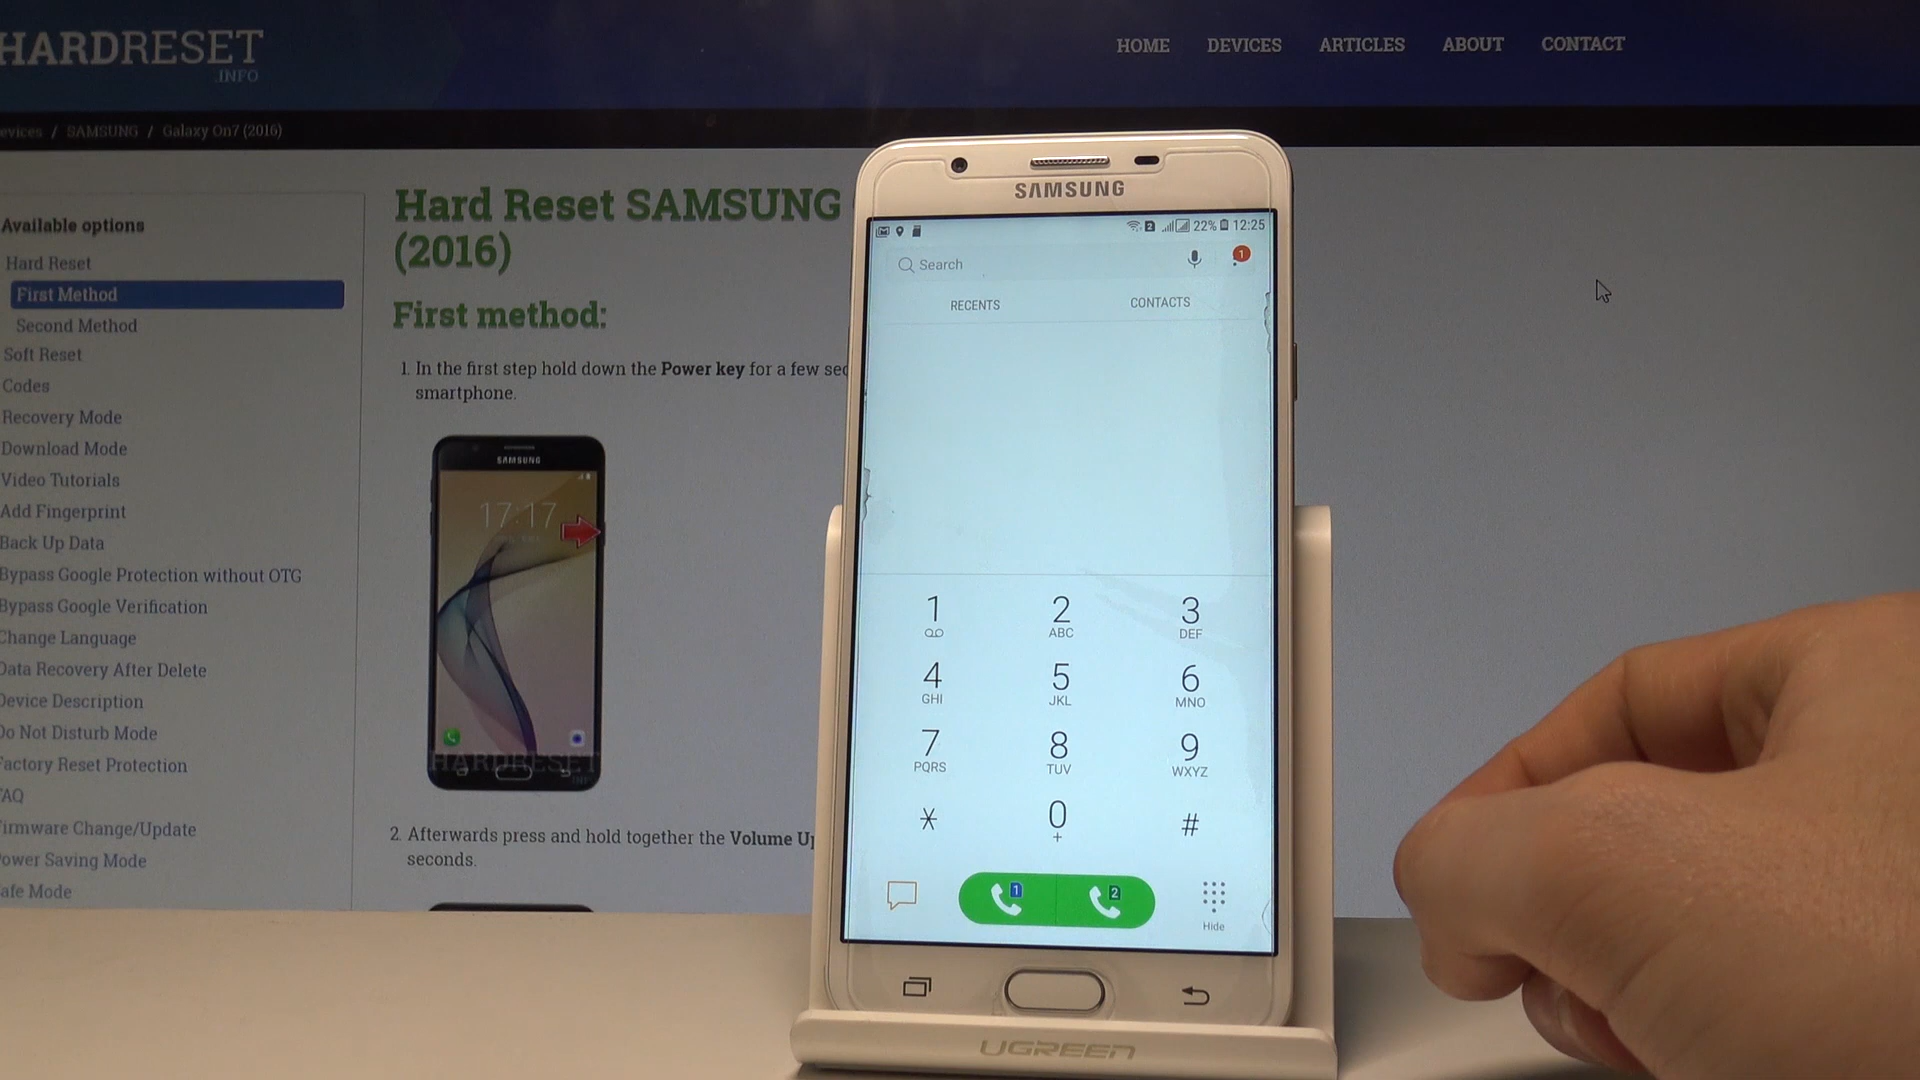 HARDRESET
.INFO
HOME DEVICES ARTICLES ABOUT CONTACT
evices / SAMSUNG / Galaxy On7 (2016)
Available options
Hard Reset
First Method
Second Method
Soft Reset
Codes
Recovery Mode
Download Mode
Video Tutorials
Add Fingerprint
Back Up Data
Bypass Google Protection without OTG
Bypass Google Verification
Change Language
Data Recovery After Delete
Device Description
Do Not Disturb Mode
Factory Reset Protection
FAQ
Firmware Change/Update
Power Saving Mode
afe Mode
Hard Reset SAMSUNG
(2016)
First method:
1. In the first step hold down the Power key for a few sec
smartphone.
SAMSUNG
17:17
HARDRESET
2. Afterwards press and hold together the Volume Up
seconds.
SAMSUNG
2 22% 12:25
Search
1
RECENTS CONTACTS
1 2 3
ABC DEF
4 5 6
GHI JKL MNO
7 8 9
PQRS TUV WXYZ
* 0 #
+
1 2
Hide
UGREEN